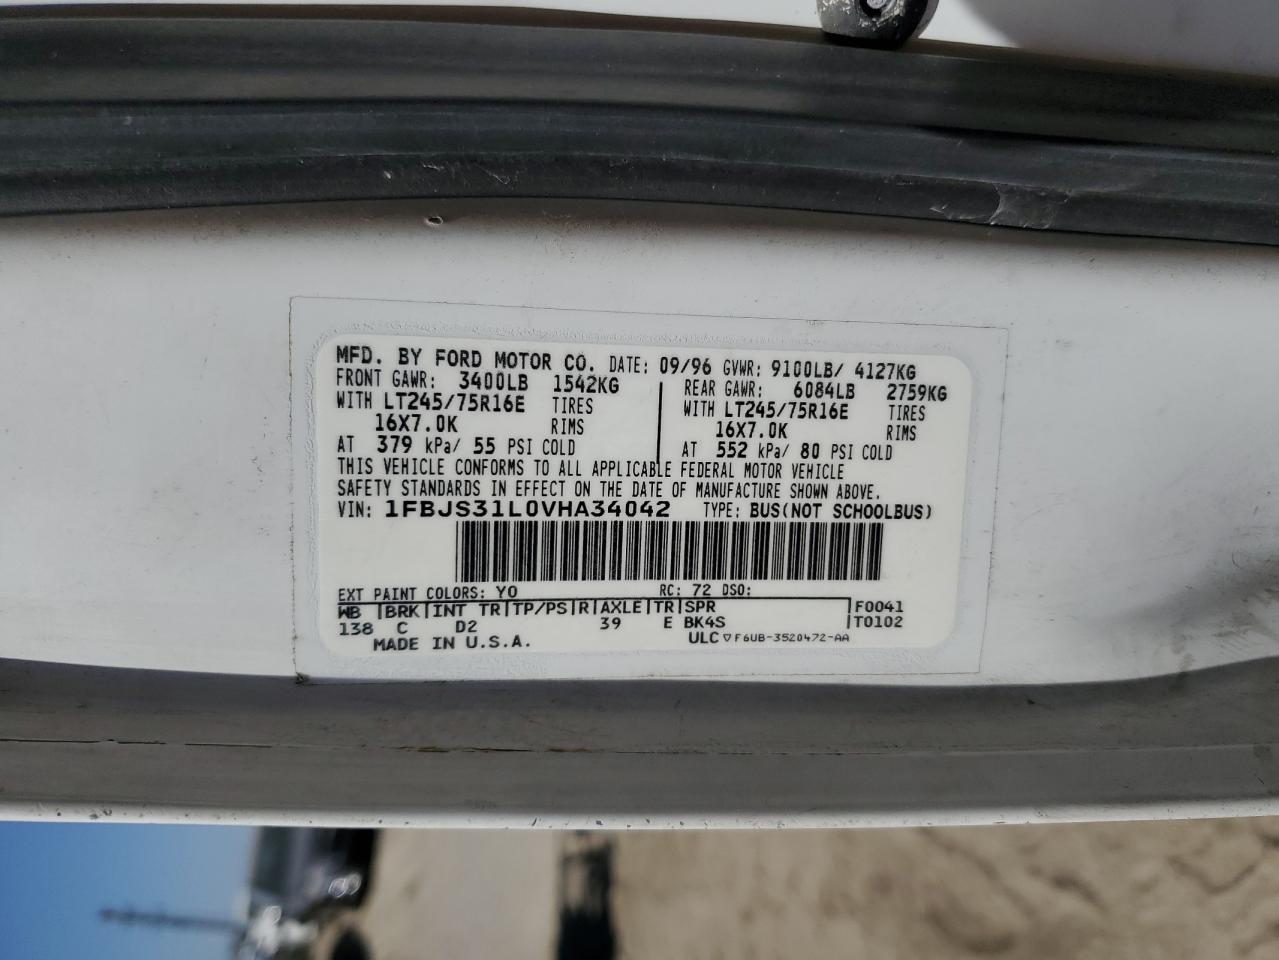 MFD. BY FORD MOTOR CO. DATE: 09/96 GVWR: 9100LB/ 4127KG
FRONT GAWR: 3400LB 1542KG REAR GAWR: 6084LB 2759KG
WITH LT245/75R16E TIRES WITH LT245/75R16E TIRES
16X7.0K RIMS 16X7.0K RIMS
AT 379 kPa/ 55 PSI COLD AT 552 kPa/ 80 PSI COLD
THIS VEHICLE CONFORMS TO ALL APPLICABLE FEDERAL MOTOR VEHICLE
SAFETY STANDARDS IN EFFECT ON THE DATE OF MANUFACTURE SHOWN ABOVE.
VIN: 1FBJS31L0VHA34042 TYPE: BUS(NOT SCHOOLBUS)
EXT PAINT COLORS: YO RC: 72 DSO:
WB |BRK|INT TR|TP/PS|R|AXLE|TR|SPR |F0041
138 C D2 39 E BK4S |T0102
MADE IN U.S.A. ULC ▽ F6UB-3520472-AA